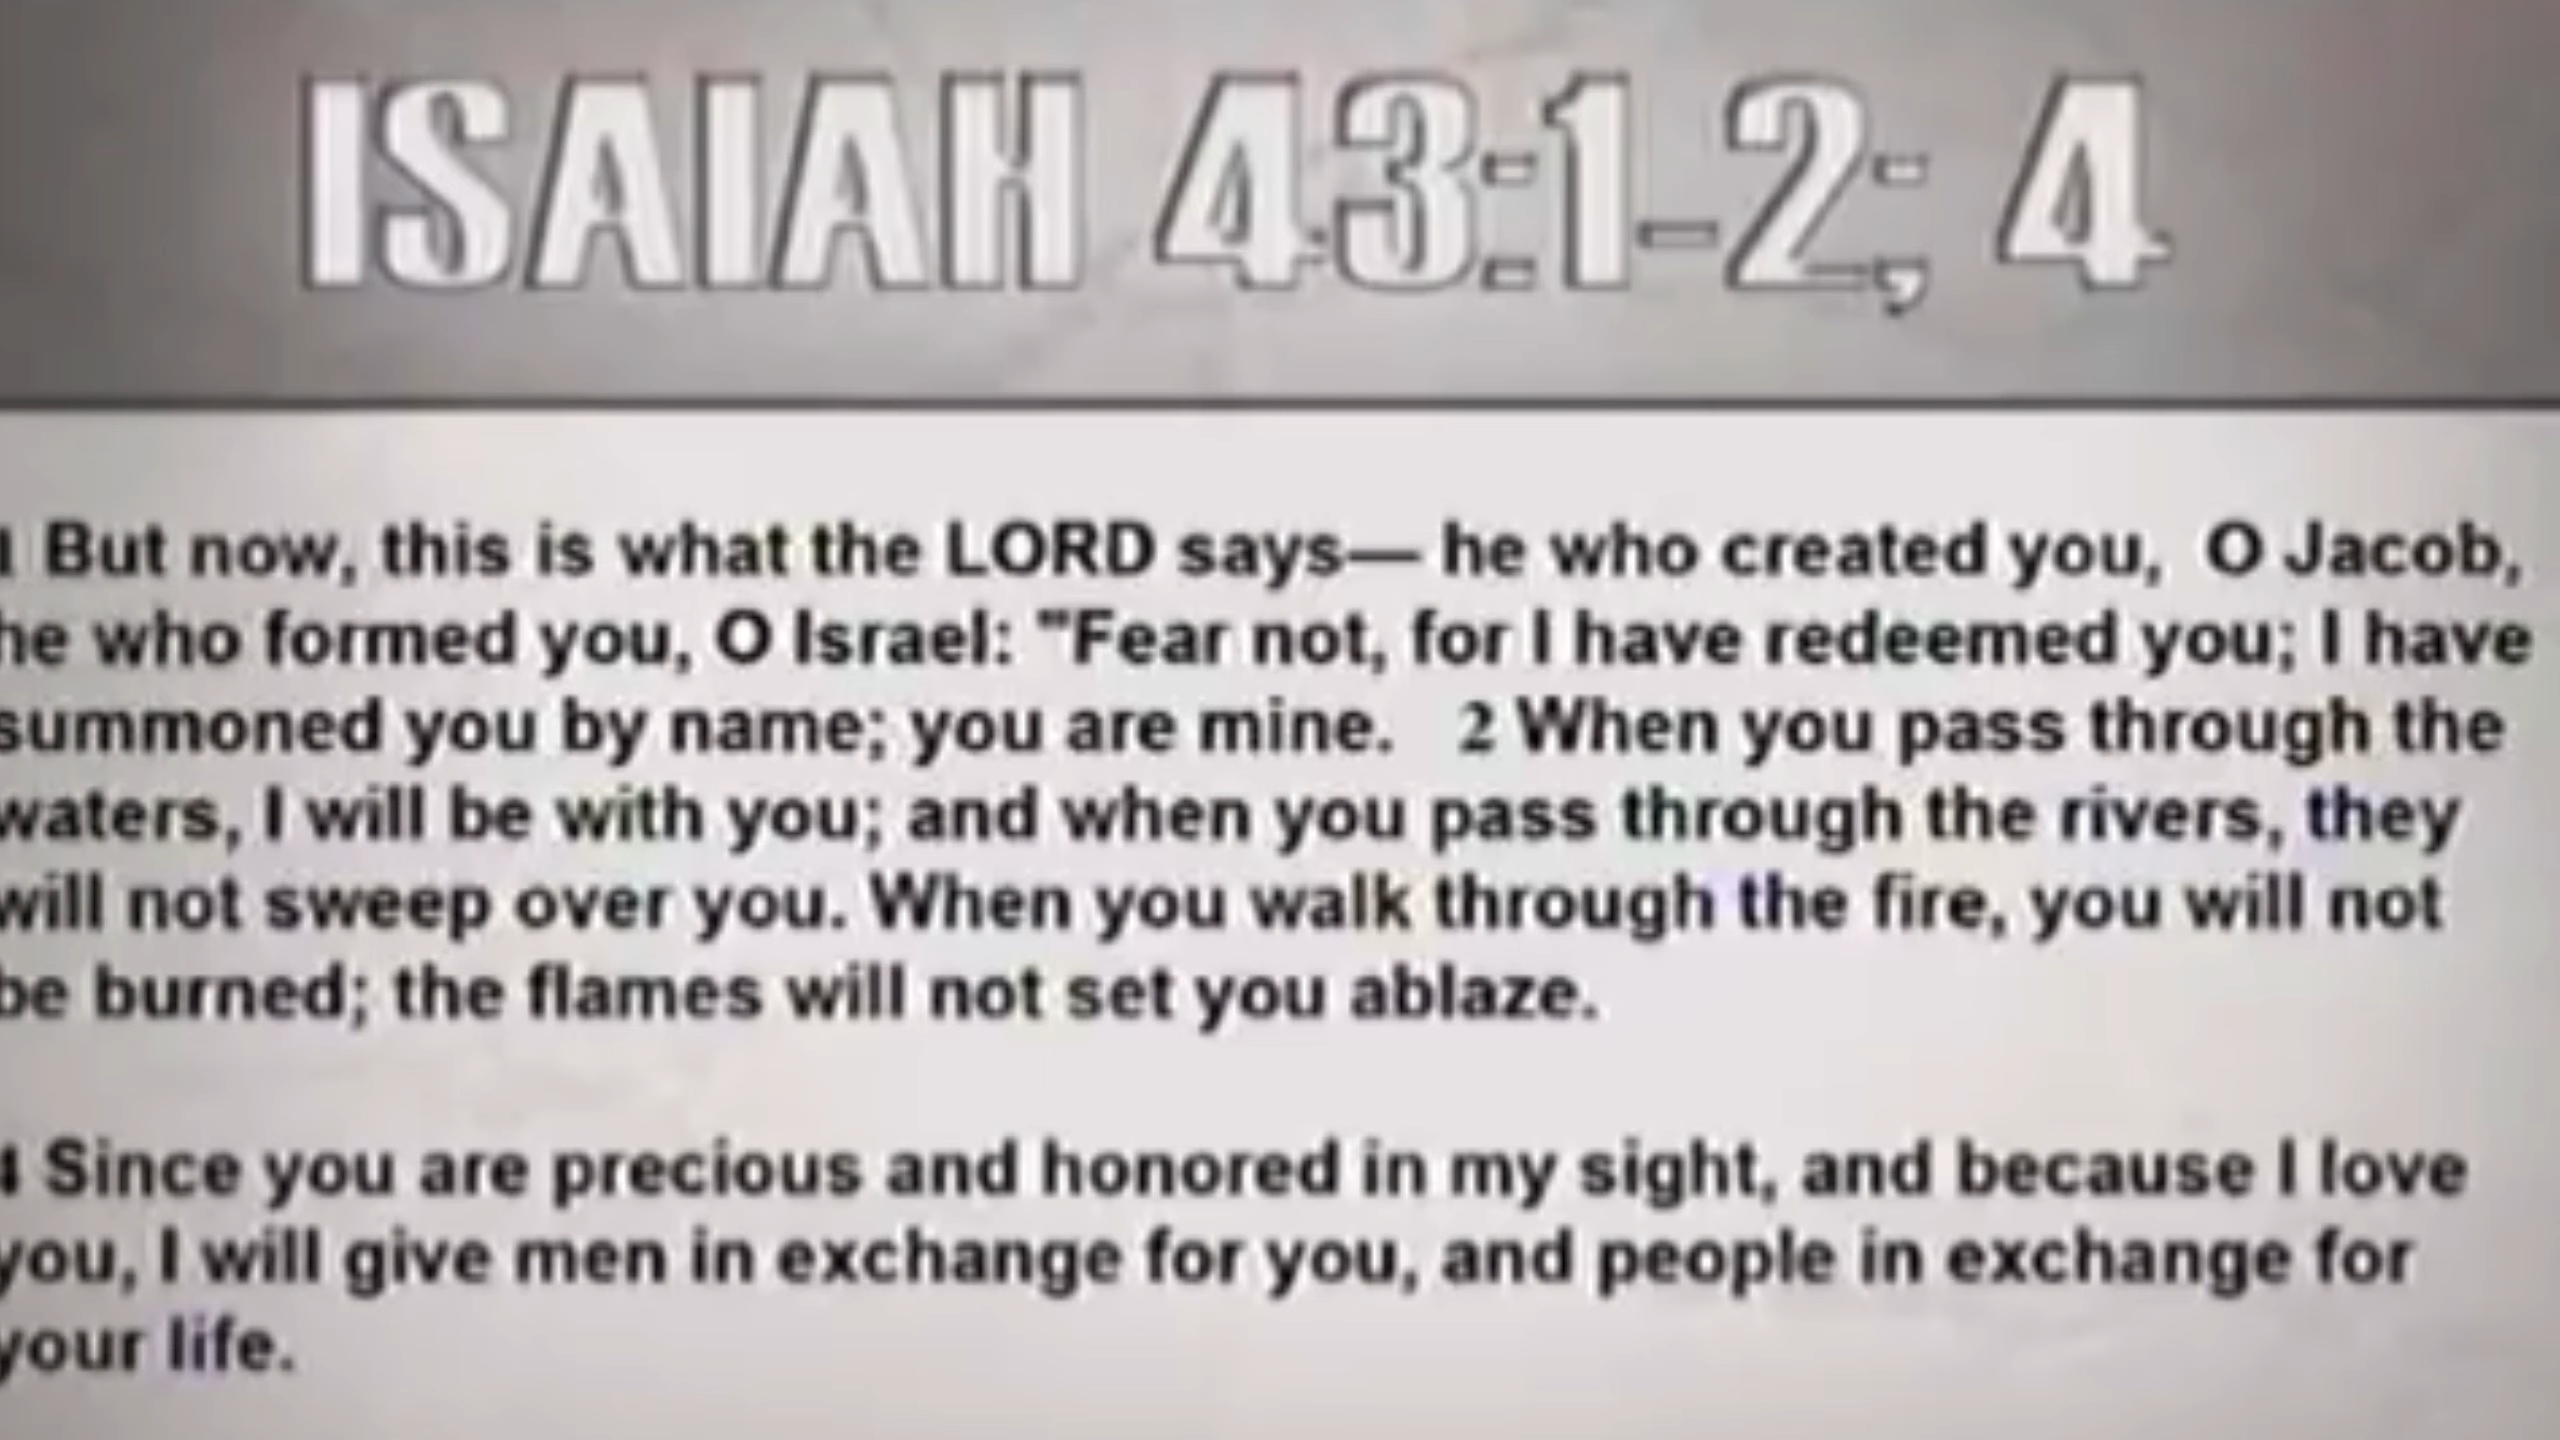 ISAIAH 43:1-2; 4
1 But now, this is what the LORD says— he who created you, O Jacob,
he who formed you, O Israel: "Fear not, for I have redeemed you; I have
summoned you by name; you are mine. 2 When you pass through the
waters, I will be with you; and when you pass through the rivers, they
will not sweep over you. When you walk through the fire, you will not
be burned; the flames will not set you ablaze.
4 Since you are precious and honored in my sight, and because I love
you, I will give men in exchange for you, and people in exchange for
your life.